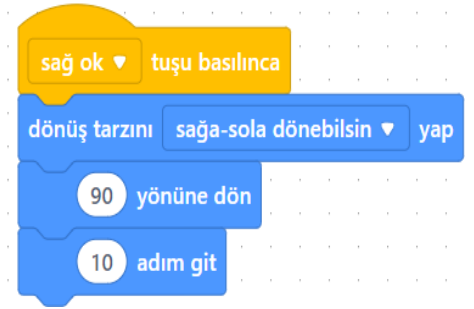 sağ ok ▼ tuşu basılınca
dönüş tarzını sağa-sola dönebilsin ▼ yap
90 yönüne dön
10 adım git